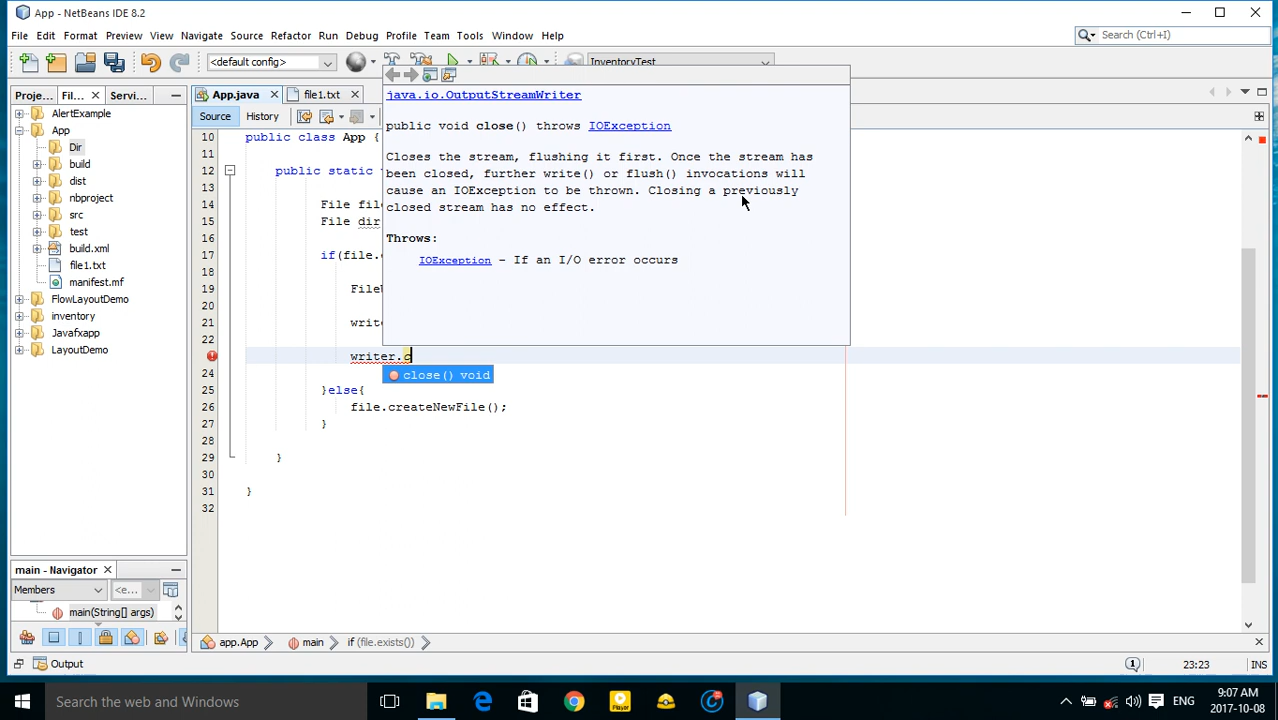 App - NetBeans IDE 8.2
File Edit Format Preview View Navigate Source Refactor Run Debug Profile Team Tools Window Help
Search (Ctrl+I)
<default config>
InventoryTest
Proje... Fil... Servi...
App.java file1.txt
Source History
AlertExample
App
Dir
build
dist
nbproject
src
test
build.xml
file1.txt
manifest.mf
FlowLayoutDemo
inventory
Javafxapp
LayoutDemo
java.io.OutputStreamWriter
public void close() throws IOException
Closes the stream, flushing it first. Once the stream has
been closed, further write() or flush() invocations will
cause an IOException to be thrown. Closing a previously
closed stream has no effect.
Throws:
IOException - If an I/O error occurs
10 public class App {
11
12 public static
13
14 File
15 File dir
16
17 if(file.
18
19
20
21
22
writer.c
close() void
24
25 }else{
26 file.createNewFile();
27 }
28
29 }
30
31 }
32
main - Navigator
Members <e...
main(String[] args)
app.App main if (file.exists())
Output
1 23:23 INS
Search the web and Windows
Player
ENG
9:07 AM
2017-10-08